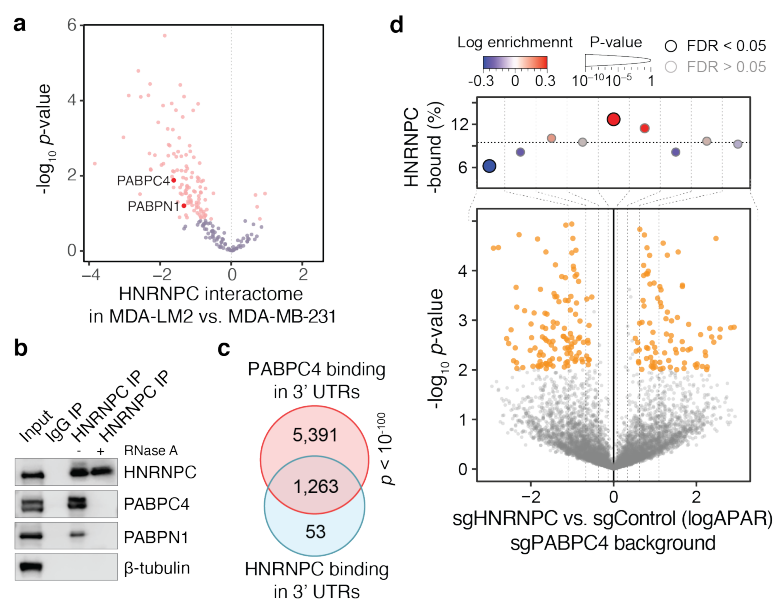 a
6
4
2
0
-log10 p-value
PABPC4
PABPN1
−4
−2
0
2
HNRNPC interactome
in MDA-LM2 vs. MDA-MB-231
b
Input
IgG IP
HNRNPC IP
HNRNPC IP
- + RNase A
HNRNPC
PABPC4
PABPN1
β-tubulin
c
PABPC4 binding
in 3' UTRs
5,391
1,263
53
p < 10-100
HNRNPC binding
in 3' UTRs
d
Log enrichmennt
-0.3 0 0.3
P-value
10-10 10-5 1
FDR < 0.05
FDR > 0.05
HNRNPC
-bound (%)
12
6
4
3
2
1
0
-log10 p-value
−2 0 2
sgHNRNPC vs. sgControl (logAPAR)
sgPABPC4 background